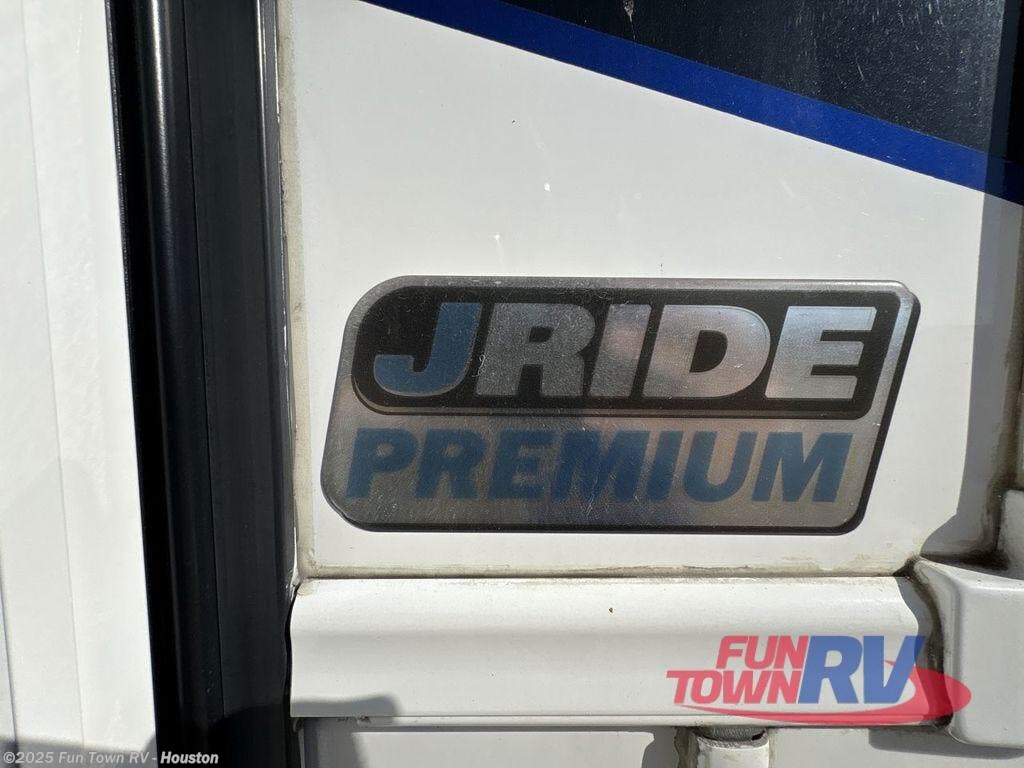 JRIDE
PREMIUM
FUN
TOWN RV
©2025 Fun Town RV - Houston